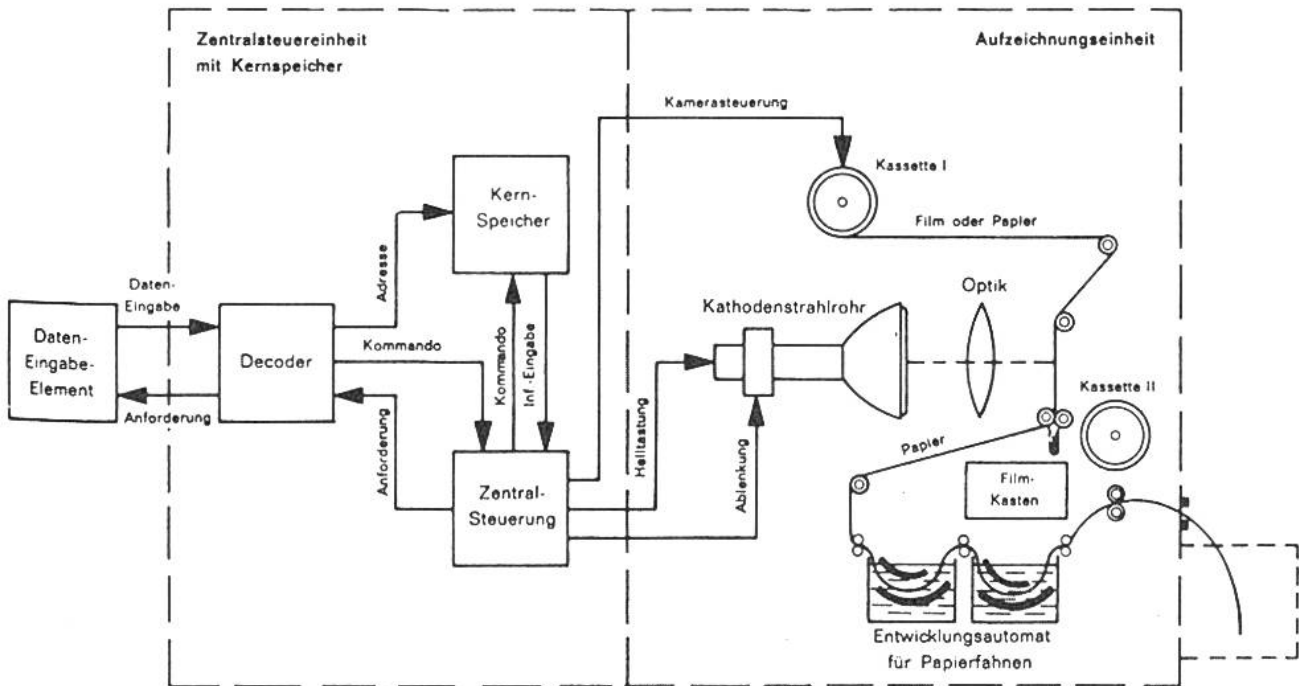 Zentralsteuereinheit
mit Kernspeicher
Aufzeichnungseinheit
Kamerasteuerung
Kassette I
Kern-
Speicher
Film oder Papier
Adresse
Daten-
Eingabe
Daten-
Eingabe-
Element
Decoder
Kommando
Kommando
Inf.-Eingabe
Kathodenstrahlrohr
Optik
Anforderung
Anforderung
Helltastung
Ablenkung
Kassette II
Papier
Film-
Kasten
Zentral-
Steuerung
Entwicklungsautomat
für Papierfahnen